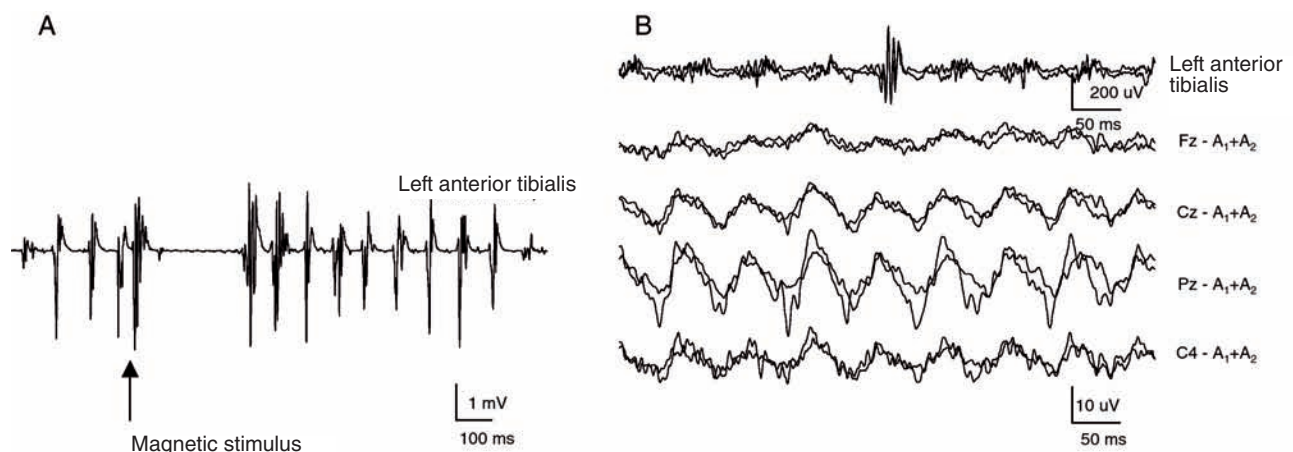 A
Left anterior tibialis
1 mV
100 ms
Magnetic stimulus
B
Left anterior
tibialis
200 uV
50 ms
Fz - A₁+A₂
Cz - A₁+A₂
Pz - A₁+A₂
C4 - A₁+A₂
10 uV
50 ms